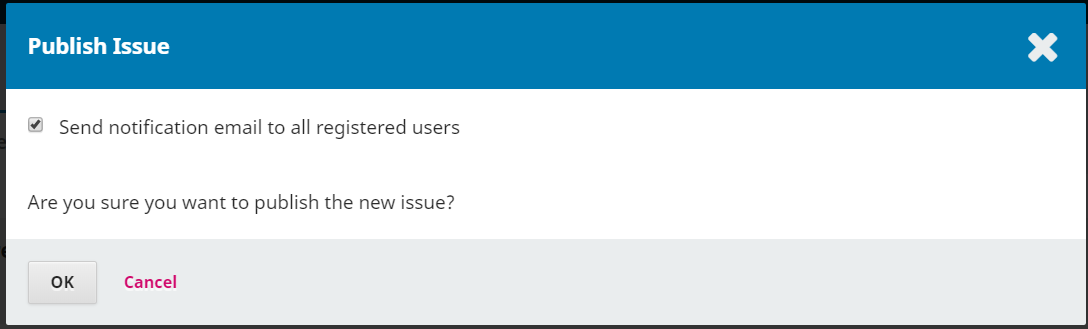 Publish Issue
Send notification email to all registered users
Are you sure you want to publish the new issue?
OK Cancel